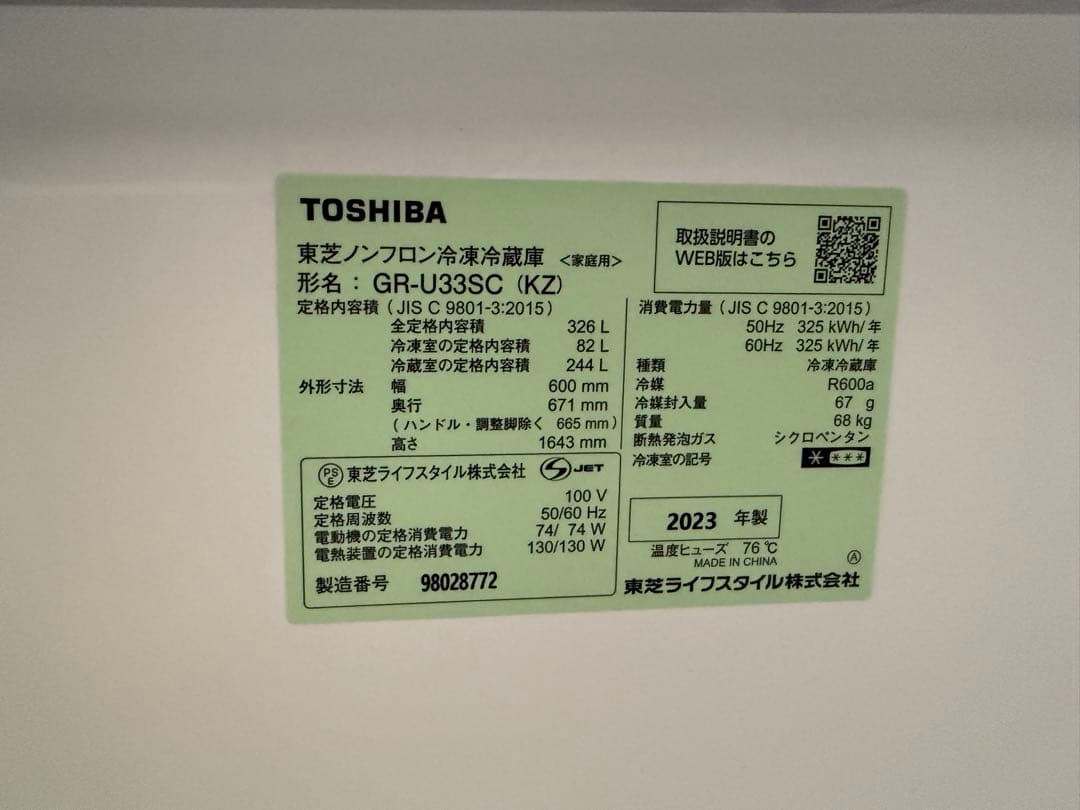 TOSHIBA
東芝ノンフロン冷凍冷蔵庫 <家庭用>
形名 : GR-U33SC (KZ)
取扱説明書の
WEB版はこちら
定格内容積 (JIS C 9801-3:2015)
全定格内容積 326 L
冷凍室の定格内容積 82 L
冷蔵室の定格内容積 244 L
外形寸法 幅 600 mm
奥行 671 mm
(ハンドル・調整脚除く 665 mm)
高さ 1643 mm
消費電力量 (JIS C 9801-3:2015)
50Hz 325 kWh/年
60Hz 325 kWh/年
種類 冷凍冷蔵庫
冷媒 R600a
冷媒封入量 67 g
質量 68 kg
断熱発泡ガス シクロペンタン
冷凍室の記号 * ***
PSE 東芝ライフスタイル株式会社 S JET
定格電圧 100 V
定格周波数 50/60 Hz
電動機の定格消費電力 74/ 74 W
電熱装置の定格消費電力 130/130 W
製造番号 98028772
2023 年製
温度ヒューズ 76 ℃
MADE IN CHINA
Ⓐ
東芝ライフスタイル株式会社